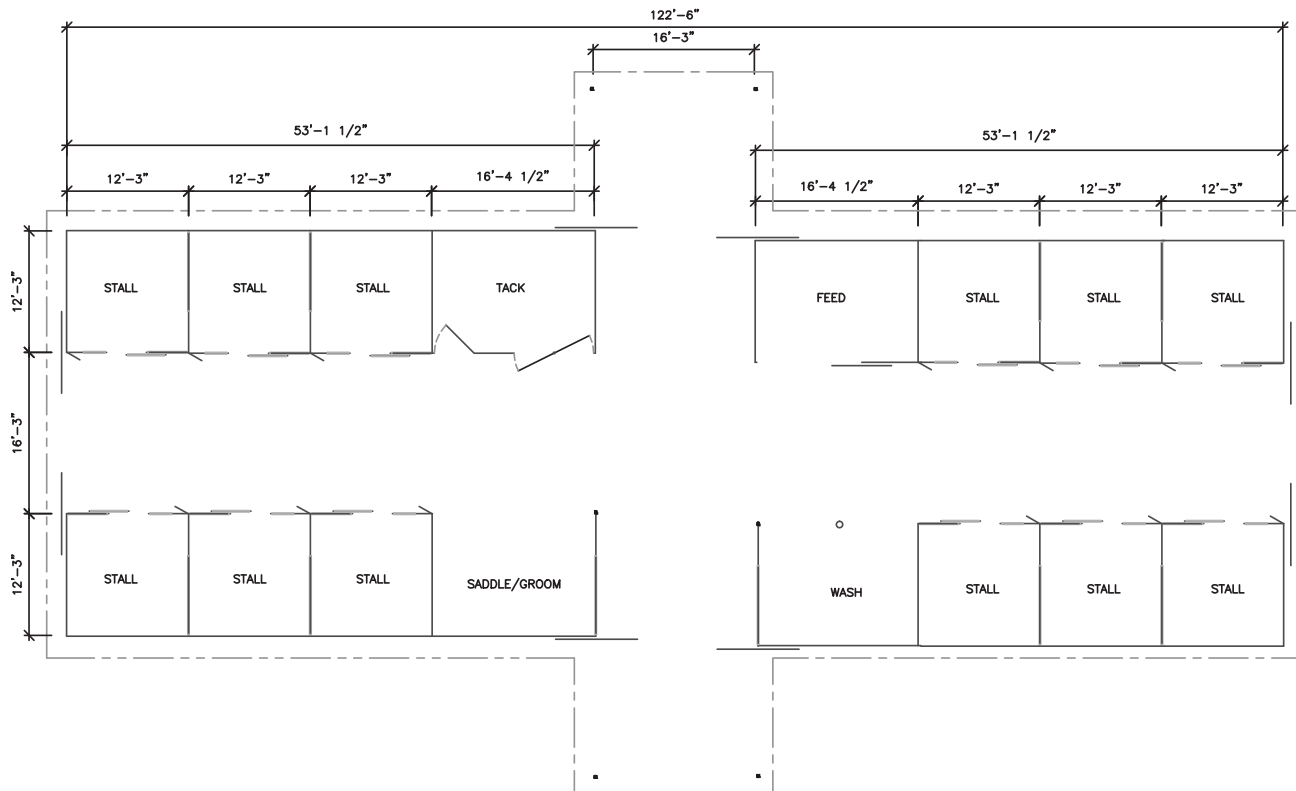 122'-6"
16'-3"
53'-1 1/2"
53'-1 1/2"
12'-3"
12'-3"
12'-3"
16'-4 1/2"
16'-4 1/2"
12'-3"
12'-3"
12'-3"
12'-3"
STALL
STALL
STALL
TACK
FEED
STALL
STALL
STALL
16'-3"
12'-3"
STALL
STALL
STALL
SADDLE/GROOM
WASH
STALL
STALL
STALL